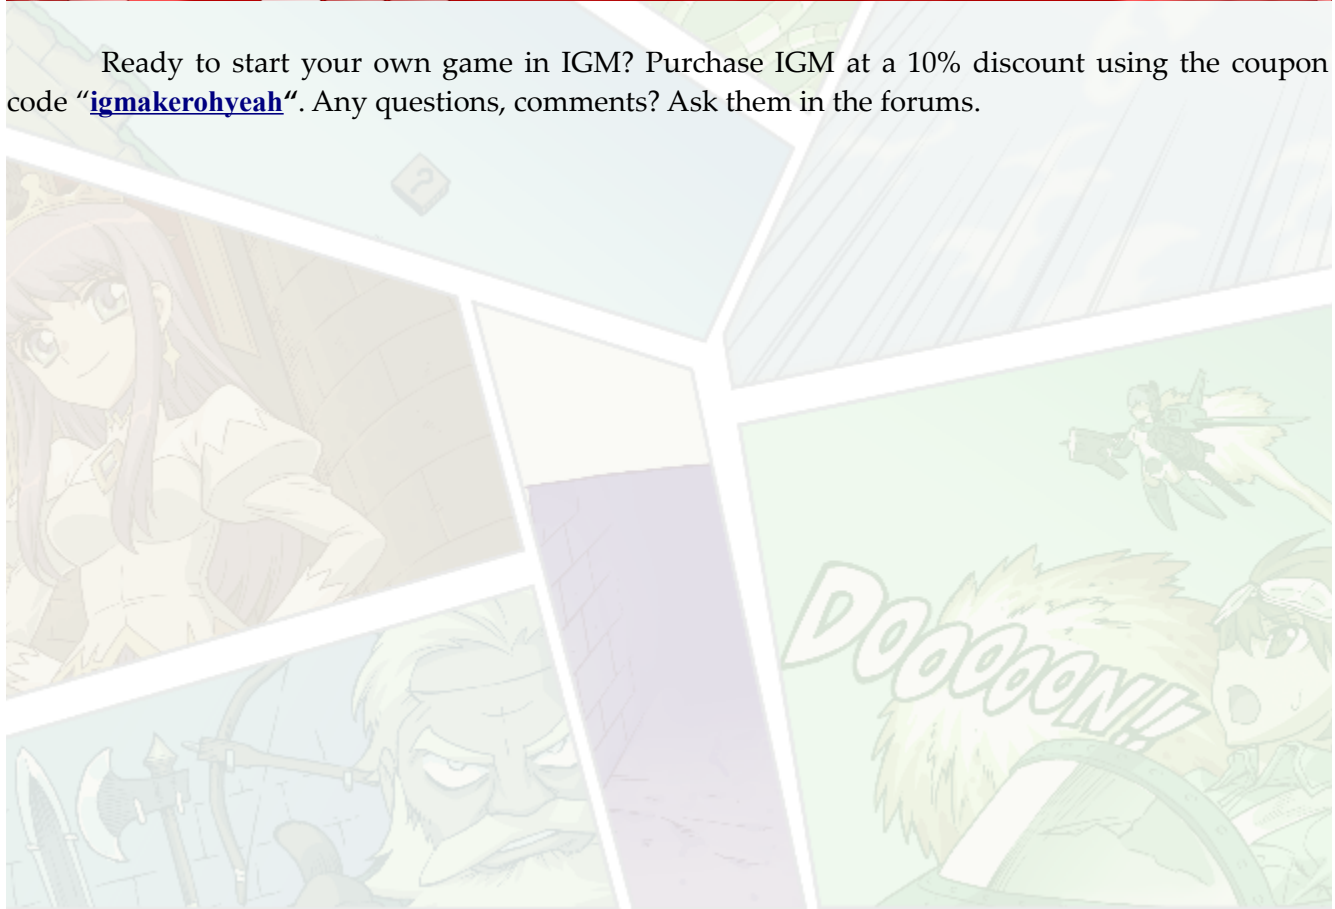 Ready to start your own game in IGM? Purchase IGM at a 10% discount using the coupon
code “igmakerohyeah“. Any questions, comments? Ask them in the forums.
?
DOOOOON!!